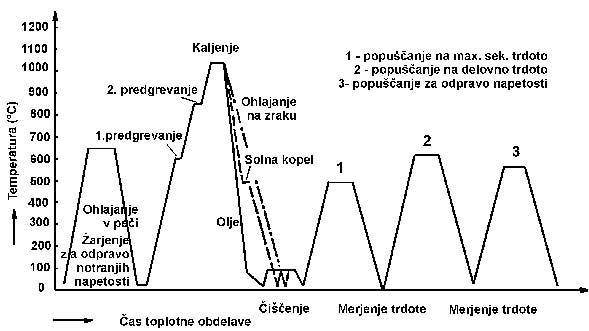 1200
1100
1000
900
800
600
600
400
300
200
100
0
Temperatura (°C)
Kaljenje
2. predgrevanje
1.predgrevanje
Ohlajanje
na zraku
Solna kopel
Olje
Ohlajanje
v peči
Žarjenje
za odpravo
notranjih
napetosti
1 - popuščanje na max. sek. trdoto
2 - popuščanje na delovno trdoto
3- popuščanje za odpravo napetosti
1
2
3
Čiščenje
Merjenje trdote
Merjenje trdote
Čas toplotne obdelave